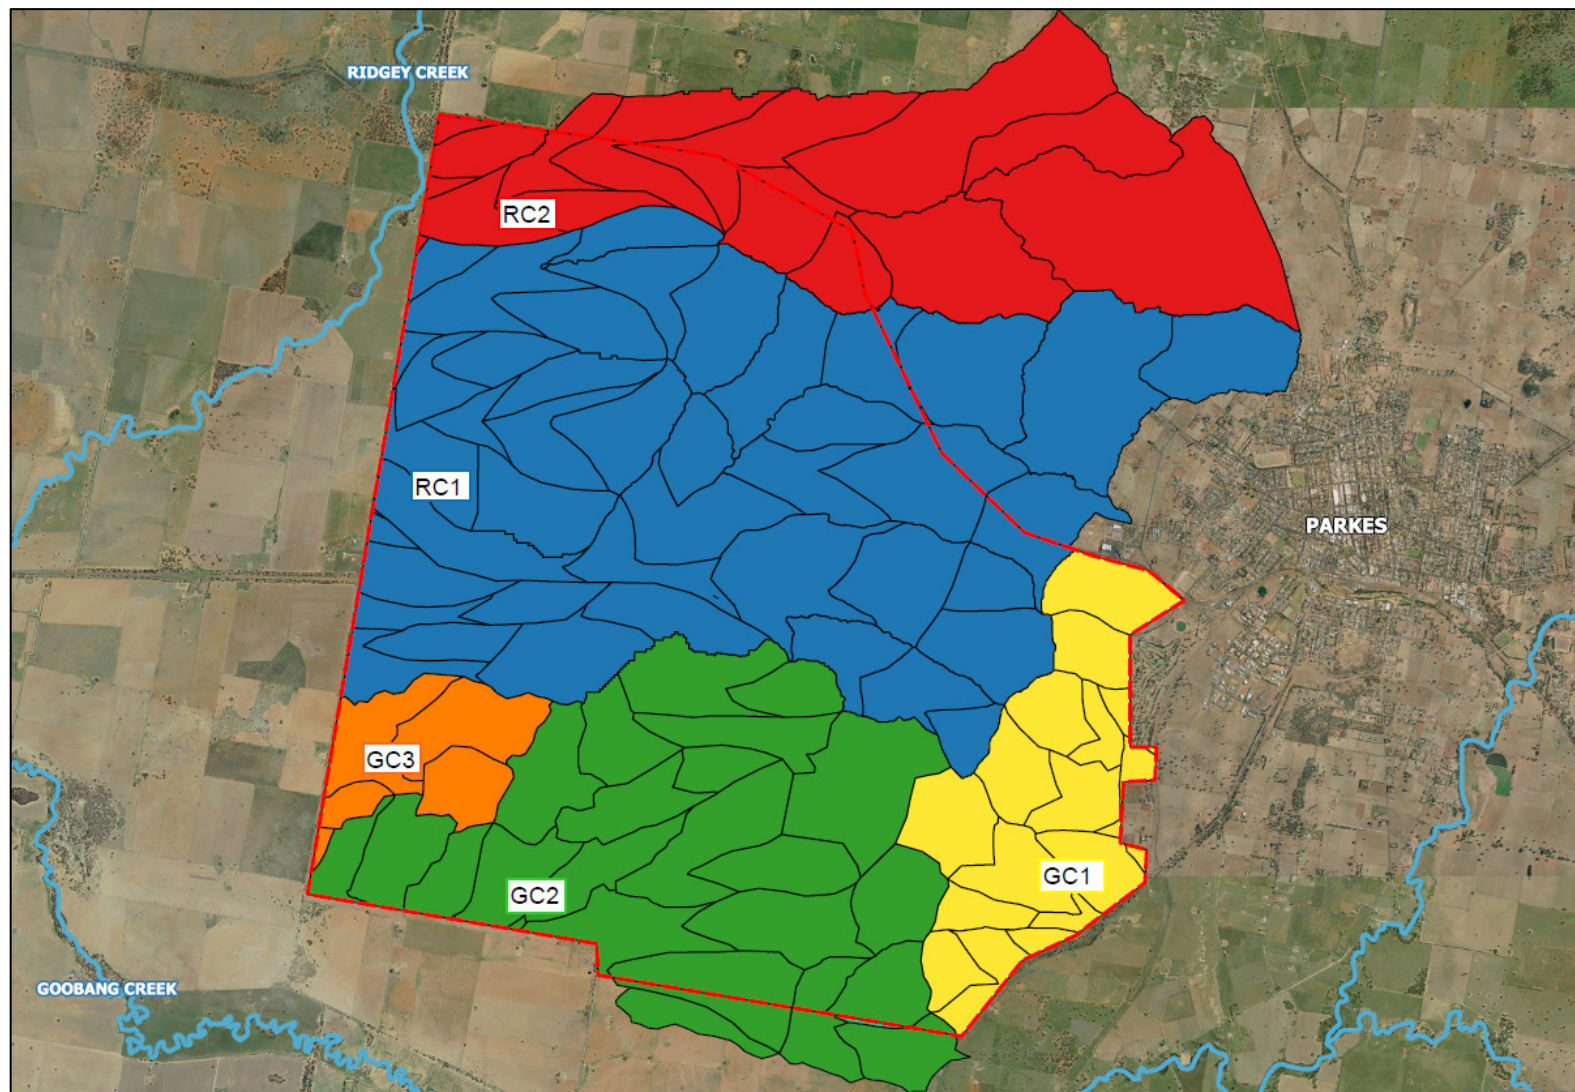 RIDGEY CREEK
RC2
RC1
PARKES
GC3
GC1
GC2
GOOBANG CREEK